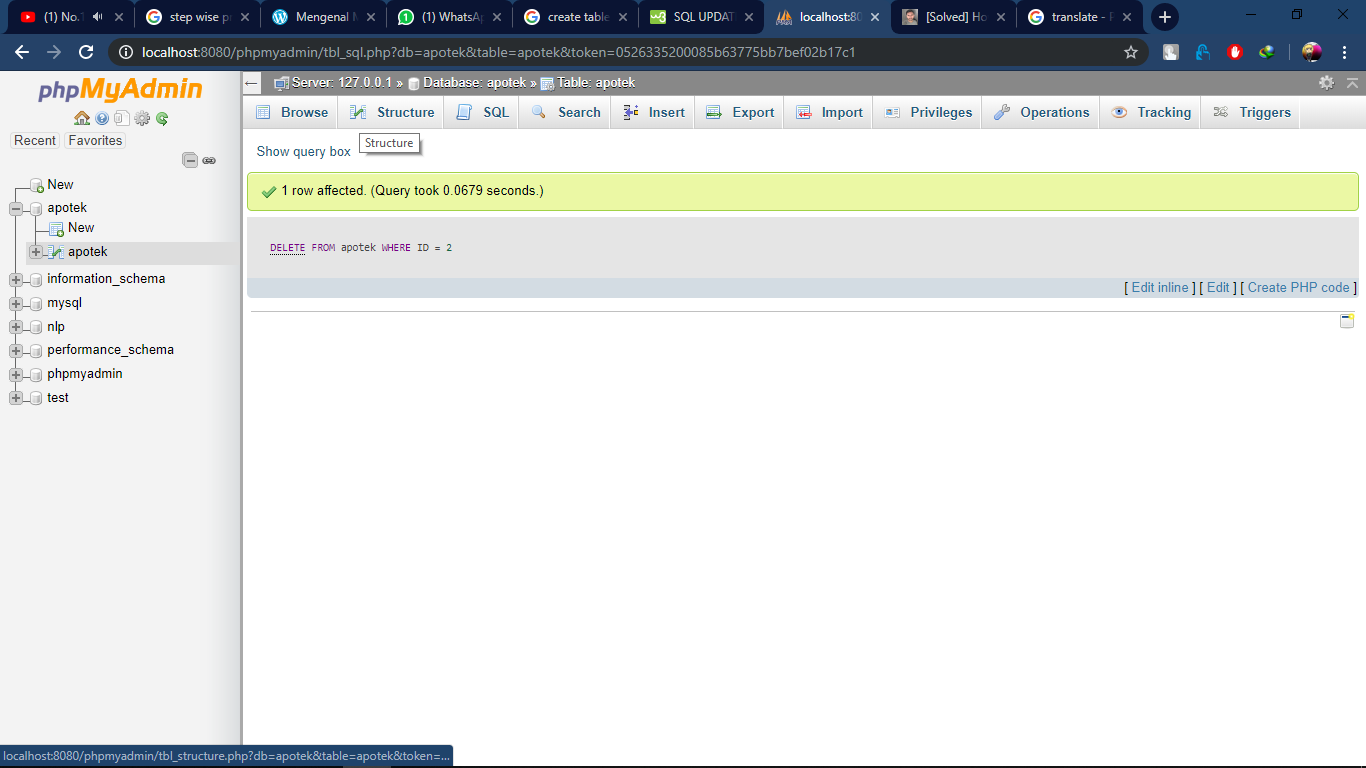 (1) No.1
step wise pr
Mengenal M
(1) WhatsAp
create table
SQL UPDAT
localhost:80
[Solved] Ho
translate - P
localhost:8080/phpmyadmin/tbl_sql.php?db=apotek&table=apotek&token=0526335200085b63775bb7bef02b17c1
phpMyAdmin
Recent Favorites
New
apotek
New
apotek
information_schema
mysql
nlp
performance_schema
phpmyadmin
test
Server: 127.0.0.1 » Database: apotek » Table: apotek
Browse Structure SQL Search Insert Export Import Privileges Operations Tracking Triggers
Structure
Show query box
1 row affected. (Query took 0.0679 seconds.)
DELETE FROM apotek WHERE ID = 2
[ Edit inline ] [ Edit ] [ Create PHP code ]
localhost:8080/phpmyadmin/tbl_structure.php?db=apotek&table=apotek&token=...